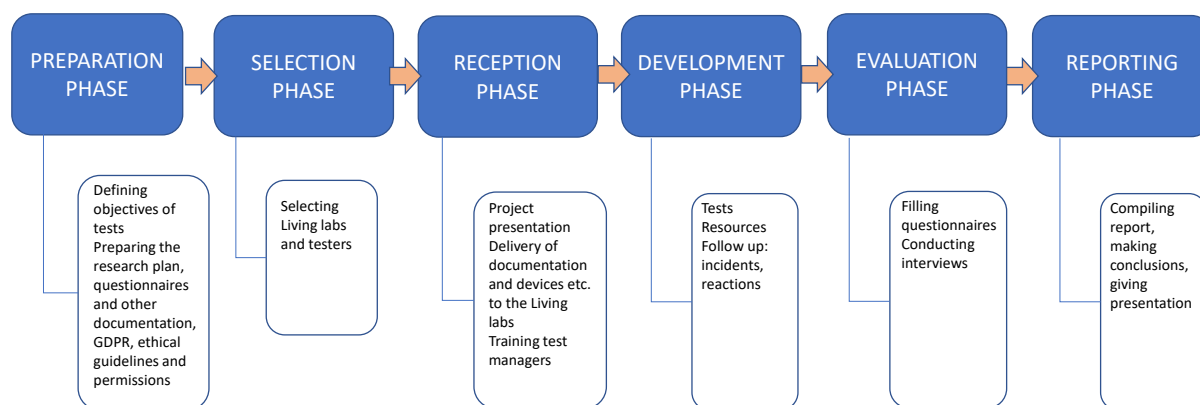 PREPARATION
PHASE
SELECTION
PHASE
RECEPTION
PHASE
DEVELOPMENT
PHASE
EVALUATION
PHASE
REPORTING
PHASE
Defining
objectives of
tests
Preparing the
research plan,
questionnaires
and other
documentation,
GDPR, ethical
guidelines and
permissions
Selecting
Living labs
and testers
Project
presentation
Delivery of
documentation
and devices etc.
to the Living
labs
Training test
managers
Tests
Resources
Follow up:
incidents,
reactions
Filling
questionnaires
Conducting
interviews
Compiling
report,
making
conclusions,
giving
presentation